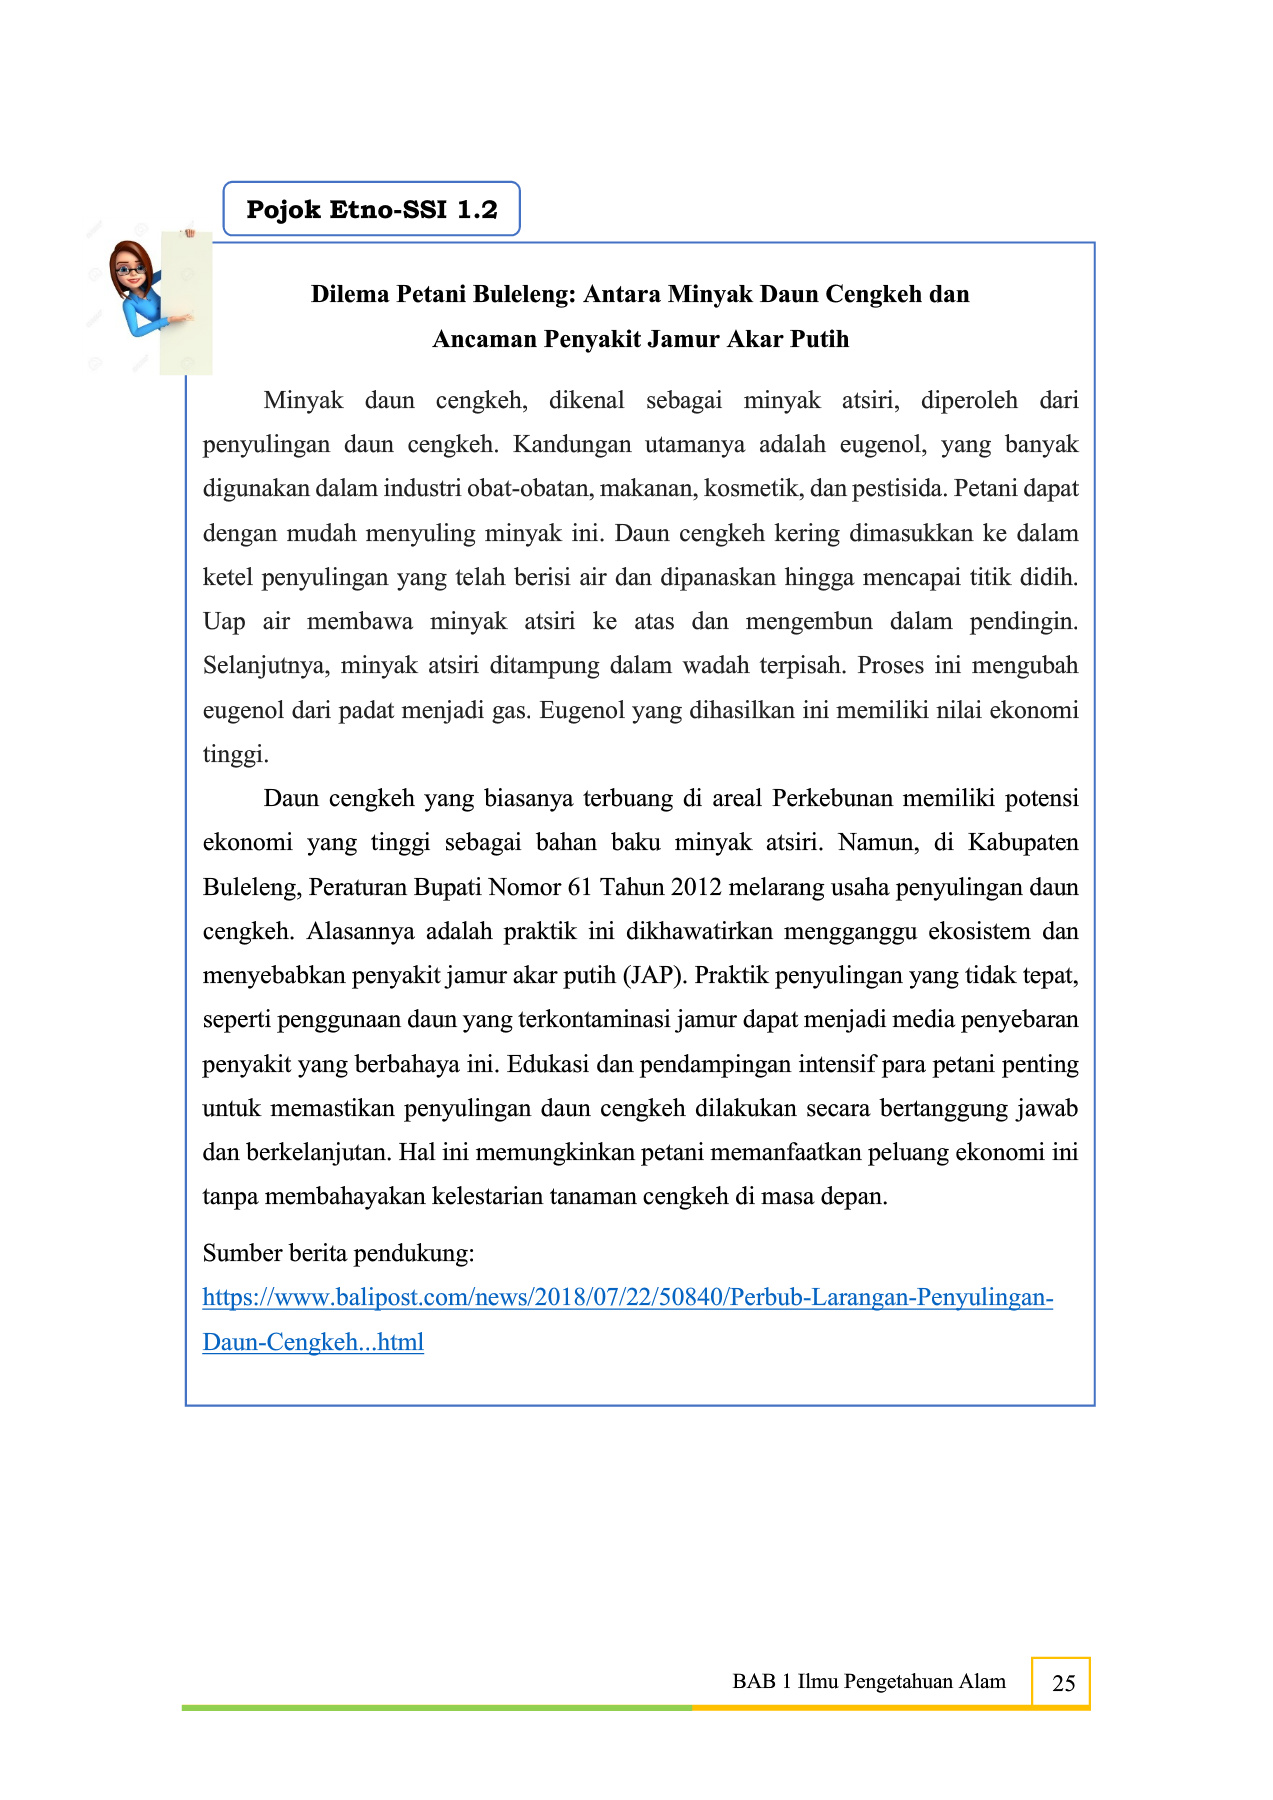 Pojok Etno-SSI 1.2
Dilema Petani Buleleng: Antara Minyak Daun Cengkeh dan
Ancaman Penyakit Jamur Akar Putih
Minyak daun cengkeh, dikenal sebagai minyak atsiri, diperoleh dari
penyulingan daun cengkeh. Kandungan utamanya adalah eugenol, yang banyak
digunakan dalam industri obat-obatan, makanan, kosmetik, dan pestisida. Petani dapat
dengan mudah menyuling minyak ini. Daun cengkeh kering dimasukkan ke dalam
ketel penyulingan yang telah berisi air dan dipanaskan hingga mencapai titik didih.
Uap air membawa minyak atsiri ke atas dan mengembun dalam pendingin.
Selanjutnya, minyak atsiri ditampung dalam wadah terpisah. Proses ini mengubah
eugenol dari padat menjadi gas. Eugenol yang dihasilkan ini memiliki nilai ekonomi
tinggi.
Daun cengkeh yang biasanya terbuang di areal Perkebunan memiliki potensi
ekonomi yang tinggi sebagai bahan baku minyak atsiri. Namun, di Kabupaten
Buleleng, Peraturan Bupati Nomor 61 Tahun 2012 melarang usaha penyulingan daun
cengkeh. Alasannya adalah praktik ini dikhawatirkan mengganggu ekosistem dan
menyebabkan penyakit jamur akar putih (JAP). Praktik penyulingan yang tidak tepat,
seperti penggunaan daun yang terkontaminasi jamur dapat menjadi media penyebaran
penyakit yang berbahaya ini. Edukasi dan pendampingan intensif para petani penting
untuk memastikan penyulingan daun cengkeh dilakukan secara bertanggung jawab
dan berkelanjutan. Hal ini memungkinkan petani memanfaatkan peluang ekonomi ini
tanpa membahayakan kelestarian tanaman cengkeh di masa depan.
Sumber berita pendukung:
https://www.balipost.com/news/2018/07/22/50840/Perbub-Larangan-Penyulingan-
Daun-Cengkeh...html
BAB 1 Ilmu Pengetahuan Alam
25